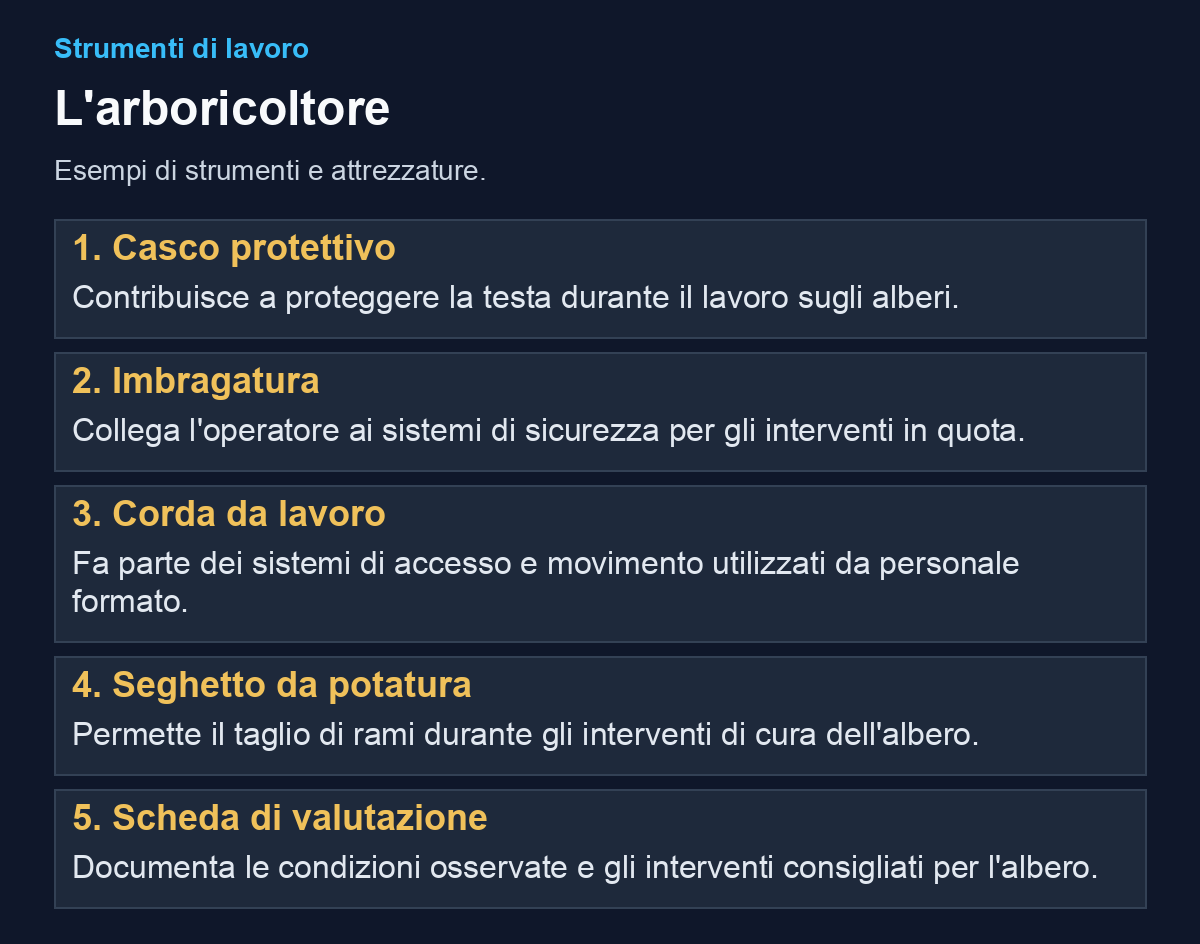 Strumenti di lavoro
L'arboricoltore
Esempi di strumenti e attrezzature.
1. Casco protettivo
Contribuisce a proteggere la testa durante il lavoro sugli alberi.
2. Imbragatura
Collega l'operatore ai sistemi di sicurezza per gli interventi in quota.
3. Corda da lavoro
Fa parte dei sistemi di accesso e movimento utilizzati da personale
formato.
4. Seghetto da potatura
Permette il taglio di rami durante gli interventi di cura dell'albero.
5. Scheda di valutazione
Documenta le condizioni osservate e gli interventi consigliati per l'albero.